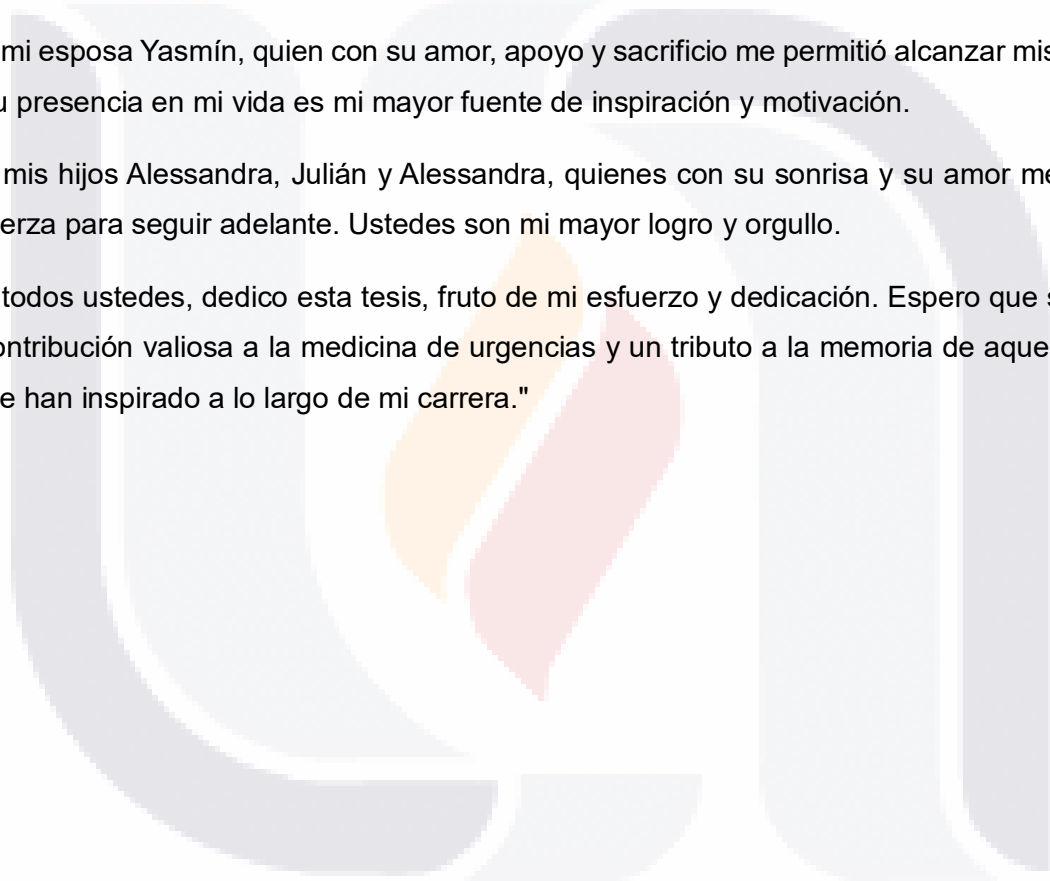 mi esposa Yasmín, quien con su amor, apoyo y sacrificio me permitió alcanzar mis
u presencia en mi vida es mi mayor fuente de inspiración y motivación.
mis hijos Alessandra, Julián y Alessandra, quienes con su sonrisa y su amor me
erza para seguir adelante. Ustedes son mi mayor logro y orgullo.
todos ustedes, dedico esta tesis, fruto de mi esfuerzo y dedicación. Espero que s
ontribución valiosa a la medicina de urgencias y un tributo a la memoria de aque
e han inspirado a lo largo de mi carrera."